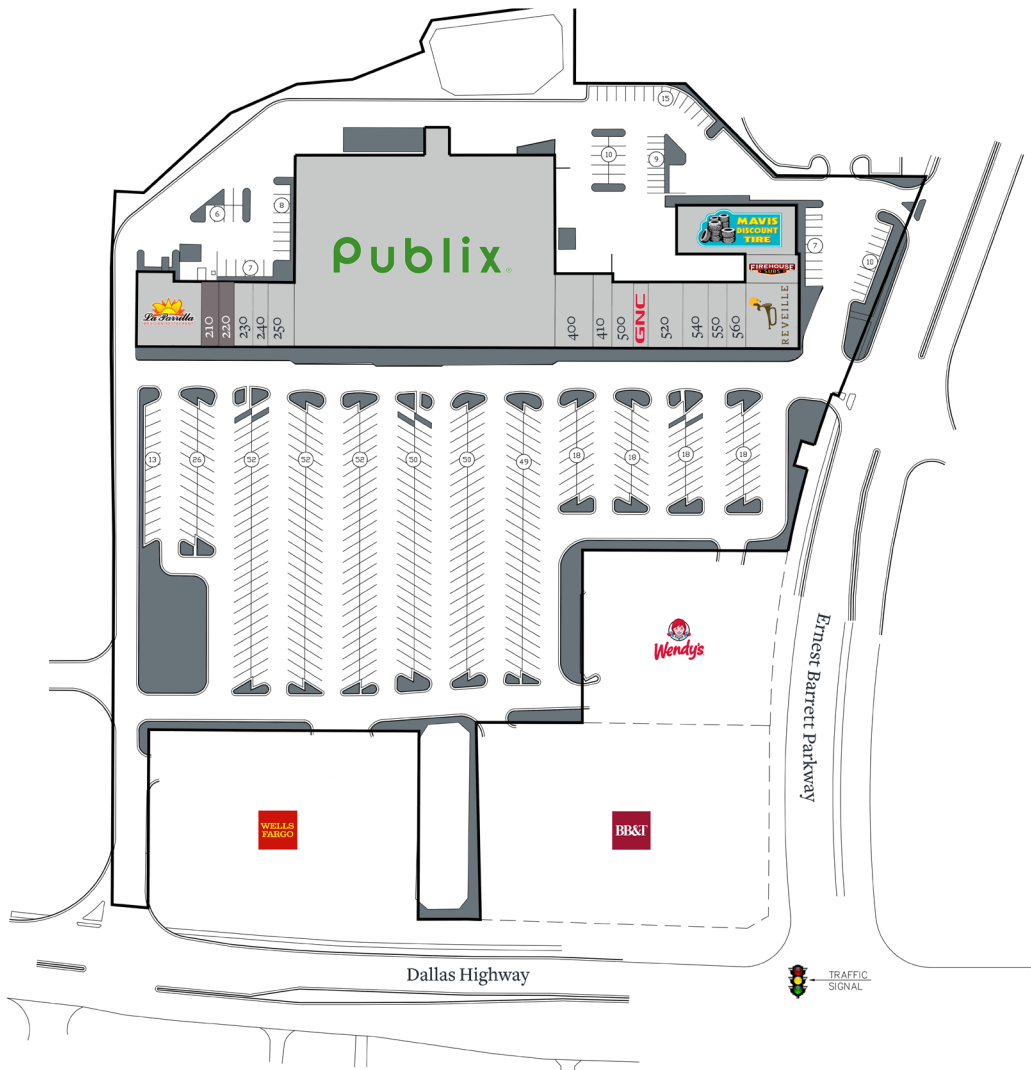 15
10
9
6
8
7
7
10
MAVIS
DISCOUNT
TIRE
Publix
FIREHOUSE
SUBS
La Parrilla
MEXICAN RESTAURANT
210
220
230
240
250
400
410
500
GNC
520
540
550
560
REVEILLE
13
26
52
52
52
50
50
49
18
18
18
18
Wendy's
Ernest Barrett Parkway
WELLS
FARGO
BB&T
Dallas Highway
TRAFFIC
SIGNAL